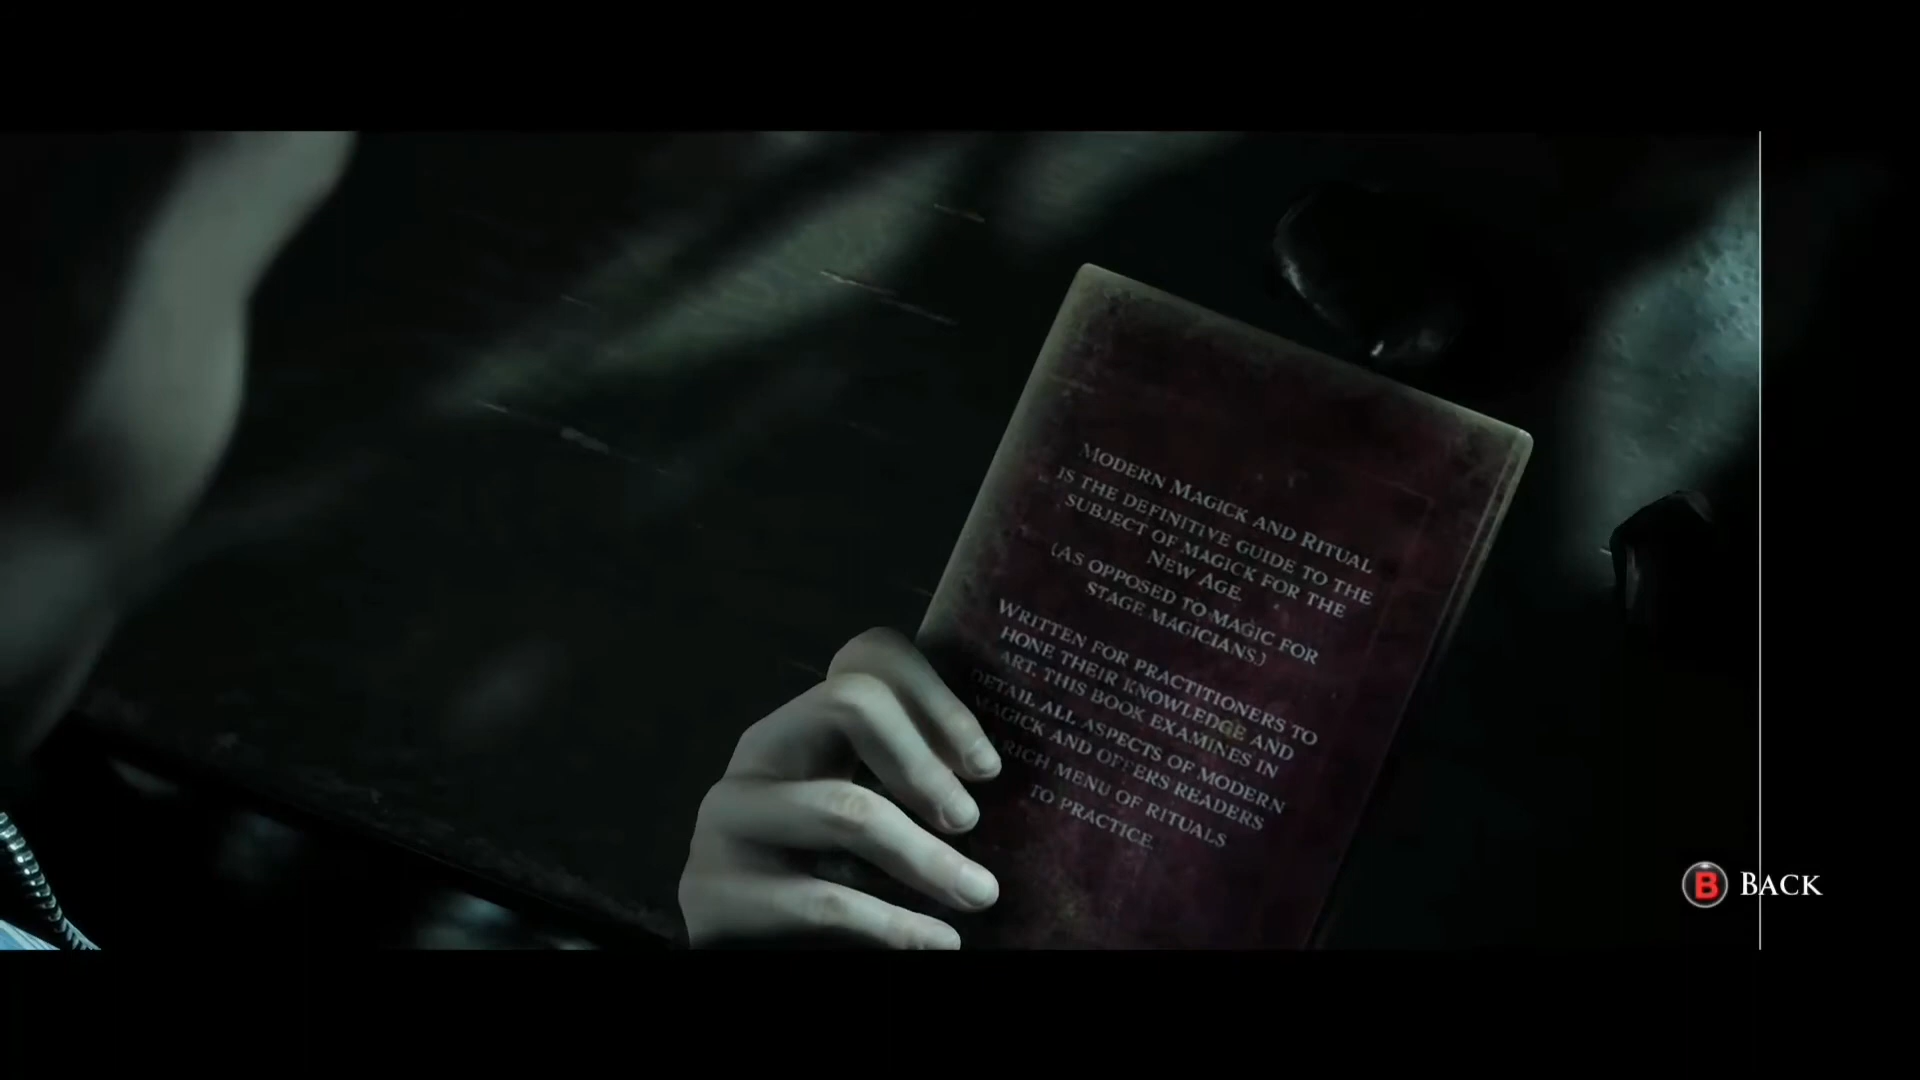 Modern Magick and Ritual
is the definitive guide to the
subject of magick for the
New Age.
(As opposed to magic for
stage magicians.)
Written for practitioners to
hone their knowledge and
art. This book examines in
detail all aspects of modern
magick and offers readers
rich menu of rituals
to practice.
B Back